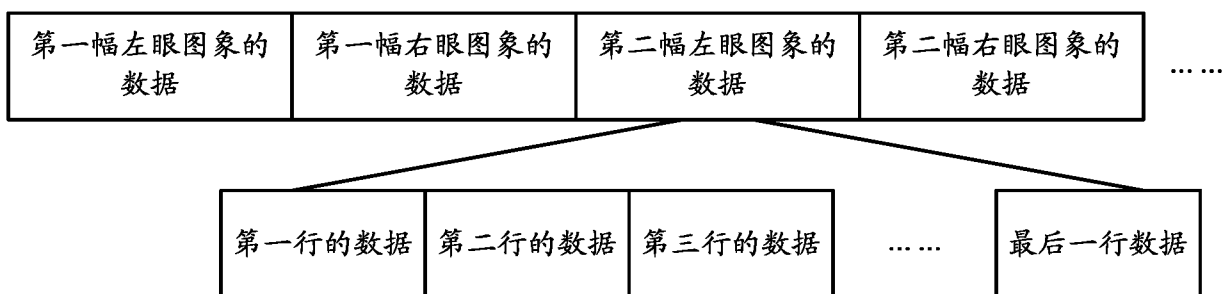 第一幅左眼图象的
数据
第一幅右眼图象的
数据
第二幅左眼图象的
数据
第二幅右眼图象的
数据
... ...
第一行的数据
第二行的数据
第三行的数据
... ...
最后一行数据